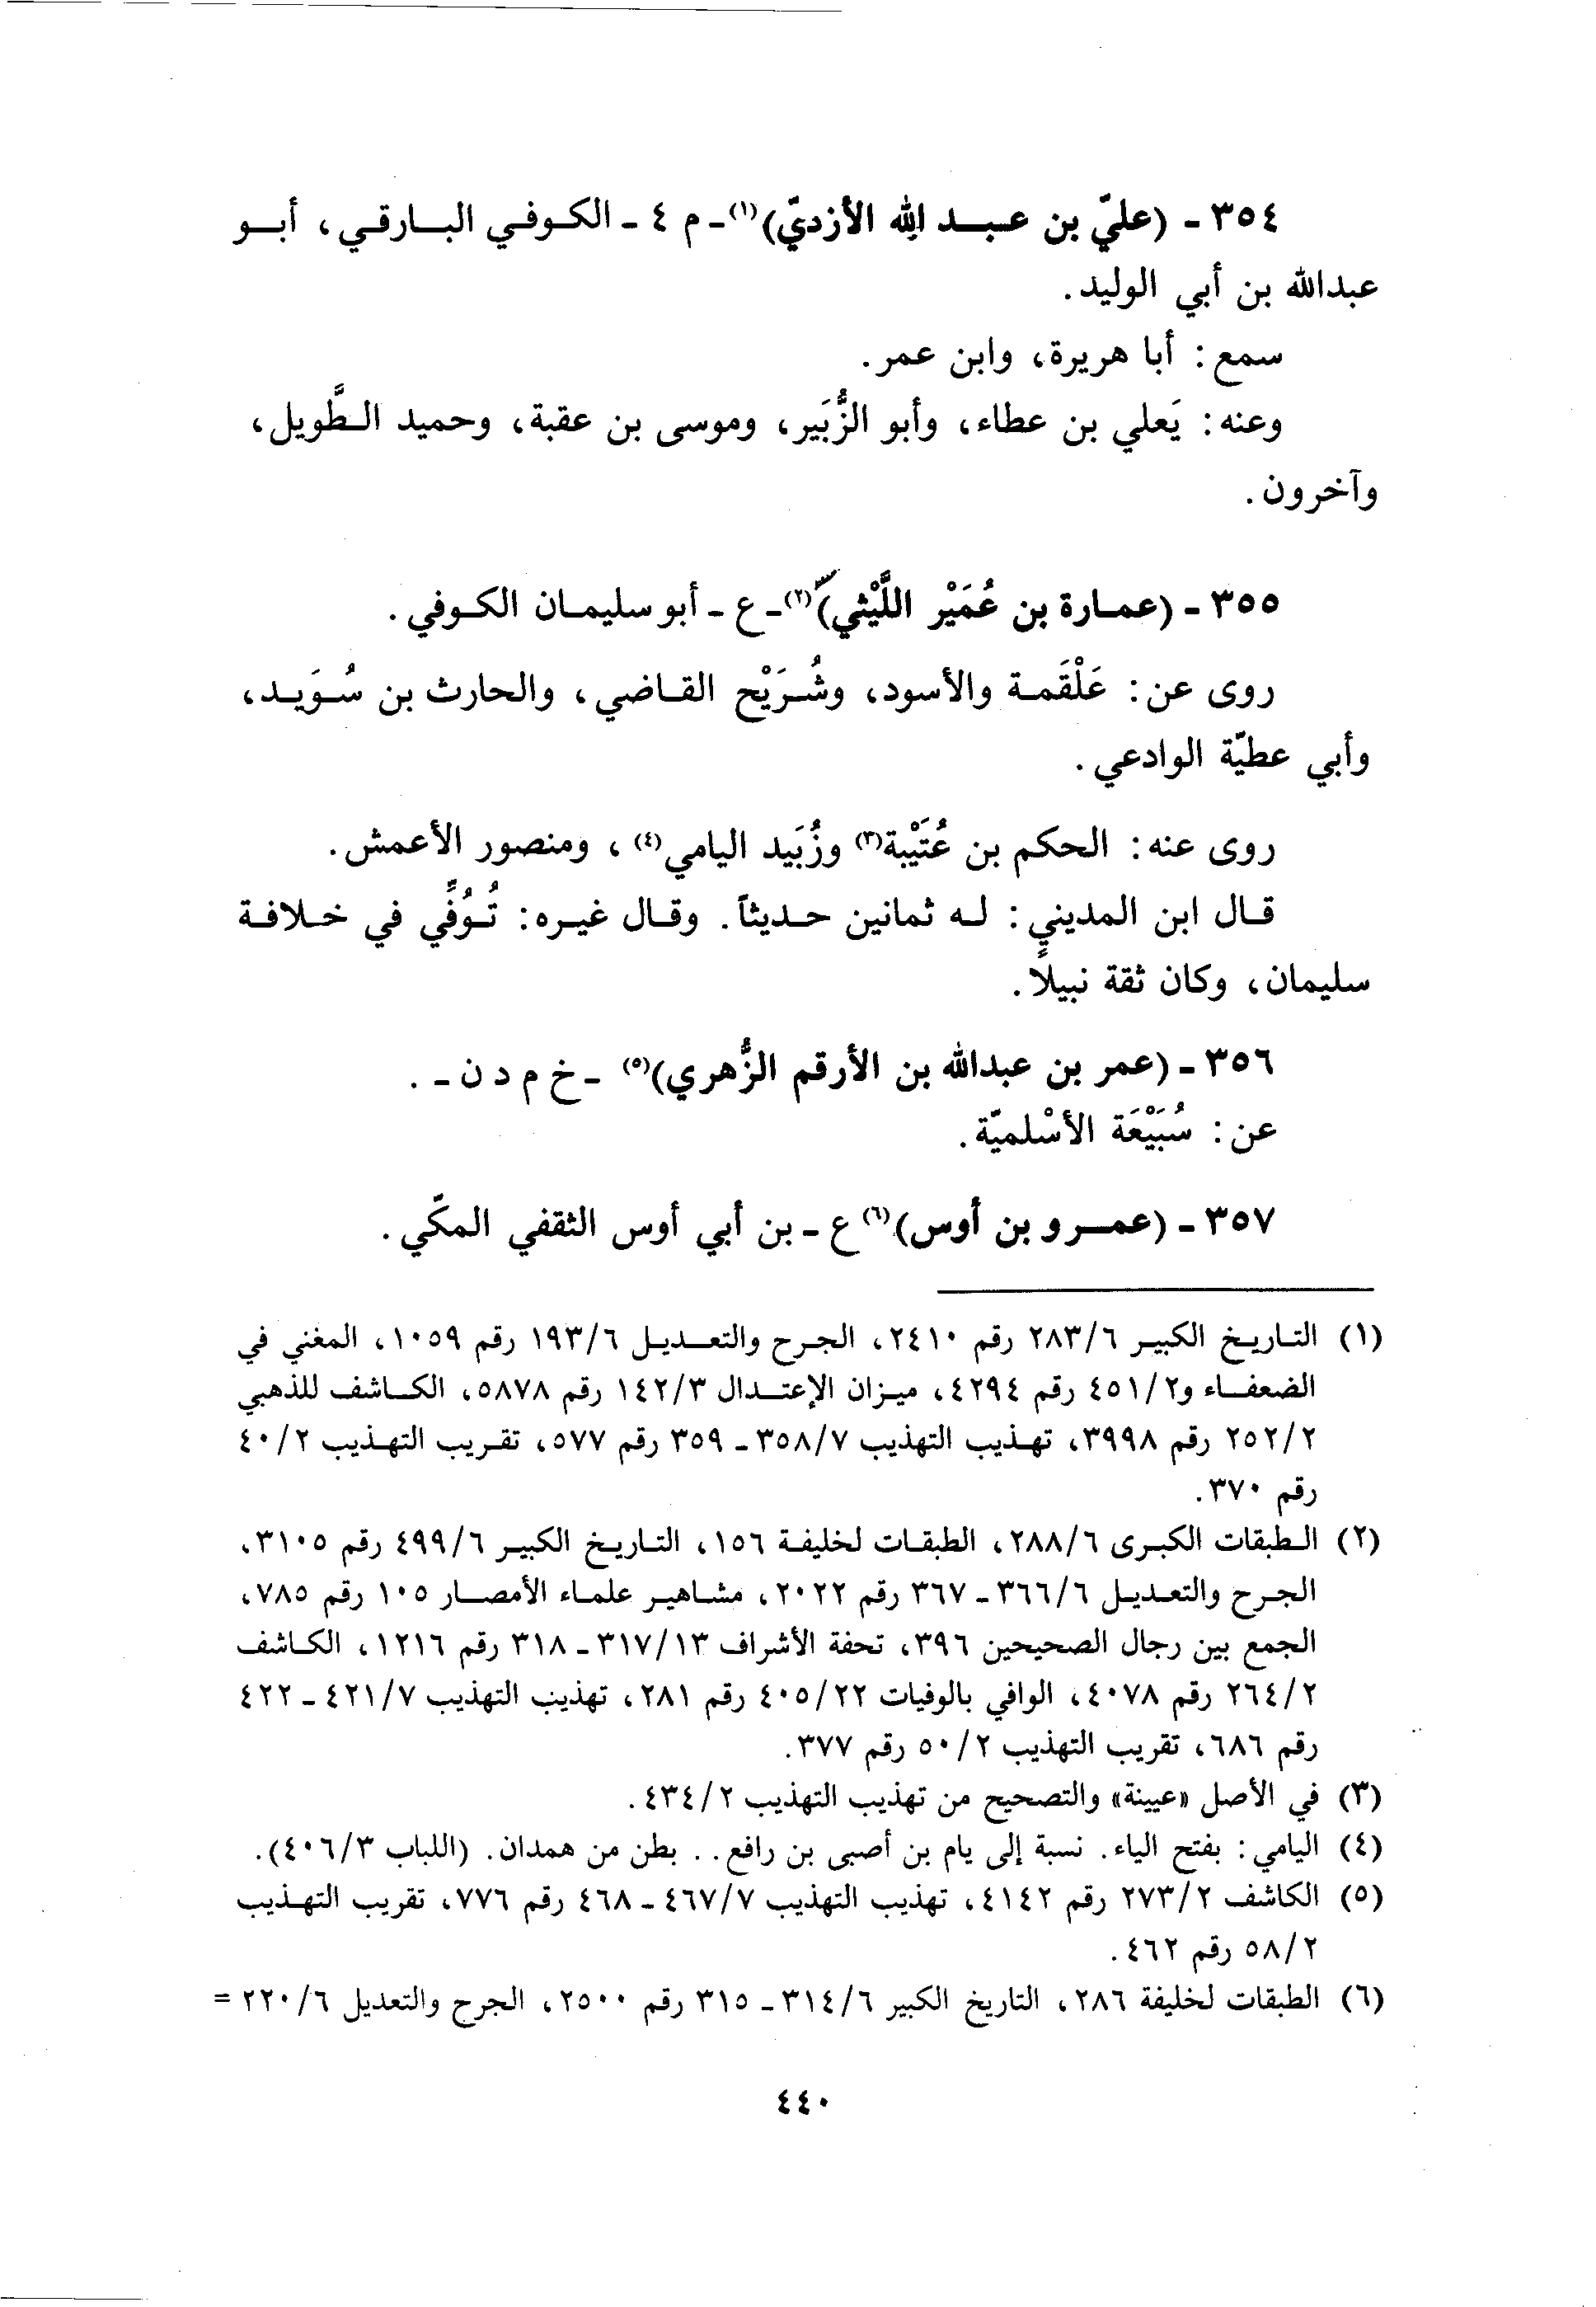 ٣٥٤ - (عليّ بن عبد الله الأزديّ)(١)- م ٤ - الكوفي البارقي، أبو
عبدالله بن أبي الوليد.
سمع: أبا هريرة، وابن عمر.
وعنه: يَعلي بن عطاء، وأبو الزُّبَير، وموسى بن عقبة، وحميد الطَّويل،
وآخرون.
٣٥٥ - (عمارة بن عُمَيْر اللَّيْثي)(٢)- ع - أبو سليمان الكوفي.
روى عن: عَلْقَمة والأسود، وشُرَيْح القاضي، والحارث بن سُوَيد،
وأبي عطيّة الوادعي.
روى عنه: الحكم بن عُتَيْبة(٣) وزُبَيد اليامي(٤)، ومنصور الأعمش.
قال ابن المديني: له ثمانين حديثاً. وقال غيره: تُوُفِّي في خلافة
سليمان، وكان ثقة نبيلاً.
٣٥٦ - (عمر بن عبدالله بن الأرقم الزُّهري)(٥) - خ م د ن - .
عن: سُبَيْعَة الأسْلميّة.
٣٥٧ - (عمرو بن أوس)(٦) ع - بن أبي أوس الثقفي المكّي.
(١) التاريخ الكبير ٢٨٣/٦ رقم ٢٤١٠، الجرح والتعديل ١٩٣/٦ رقم ١٠٥٩، المغني في
الضعفاء و٤٥١/٢ رقم ٤٢٩٤، ميزان الإعتدال ١٤٢/٣ رقم ٥٨٧٨، الكاشف للذهبي
٢٥٢/٢ رقم ٣٩٩٨، تهذيب التهذيب ٣٥٨/٧ - ٣٥٩ رقم ٥٧٧، تقريب التهذيب ٤٠/٢
رقم ٣٧٠.
(٢) الطبقات الكبرى ٢٨٨/٦، الطبقات لخليفة ١٥٦، التاريخ الكبير ٤٩٩/٦ رقم ٣١٠٥،
الجرح والتعديل ٣٦٦/٦ - ٣٦٧ رقم ٢٠٢٢، مشاهير علماء الأمصار ١٠٥ رقم ٧٨٥،
الجمع بين رجال الصحيحين ٣٩٦، تحفة الأشراف ٣١٧/١٣ - ٣١٨ رقم ١٢١٦، الكاشف
٢٦٤/٢ رقم ٤٠٧٨، الوافي بالوفيات ٤٠٥/٢٢ رقم ٢٨١، تهذيب التهذيب ٤٢١/٧ - ٤٢٢
رقم ٦٨٦، تقريب التهذيب ٥٠/٢ رقم ٣٧٧.
(٣) في الأصل «عيينة» والتصحيح من تهذيب التهذيب ٤٣٤/٢.
(٤) اليامي: بفتح الياء. نسبة إلى يام بن أصبى بن رافع.. بطن من همدان. (اللباب ٤٠٦/٣).
(٥) الكاشف ٢٧٣/٢ رقم ٤١٤٢، تهذيب التهذيب ٤٦٧/٧ - ٤٦٨ رقم ٧٧٦، تقريب التهذيب
٥٨/٢ رقم ٤٦٢.
(٦) الطبقات لخليفة ٢٨٦، التاريخ الكبير ٣١٤/٦ - ٣١٥ رقم ٢٥٠٠، الجرح والتعديل ٢٢٠/٦ =
٤٤٠